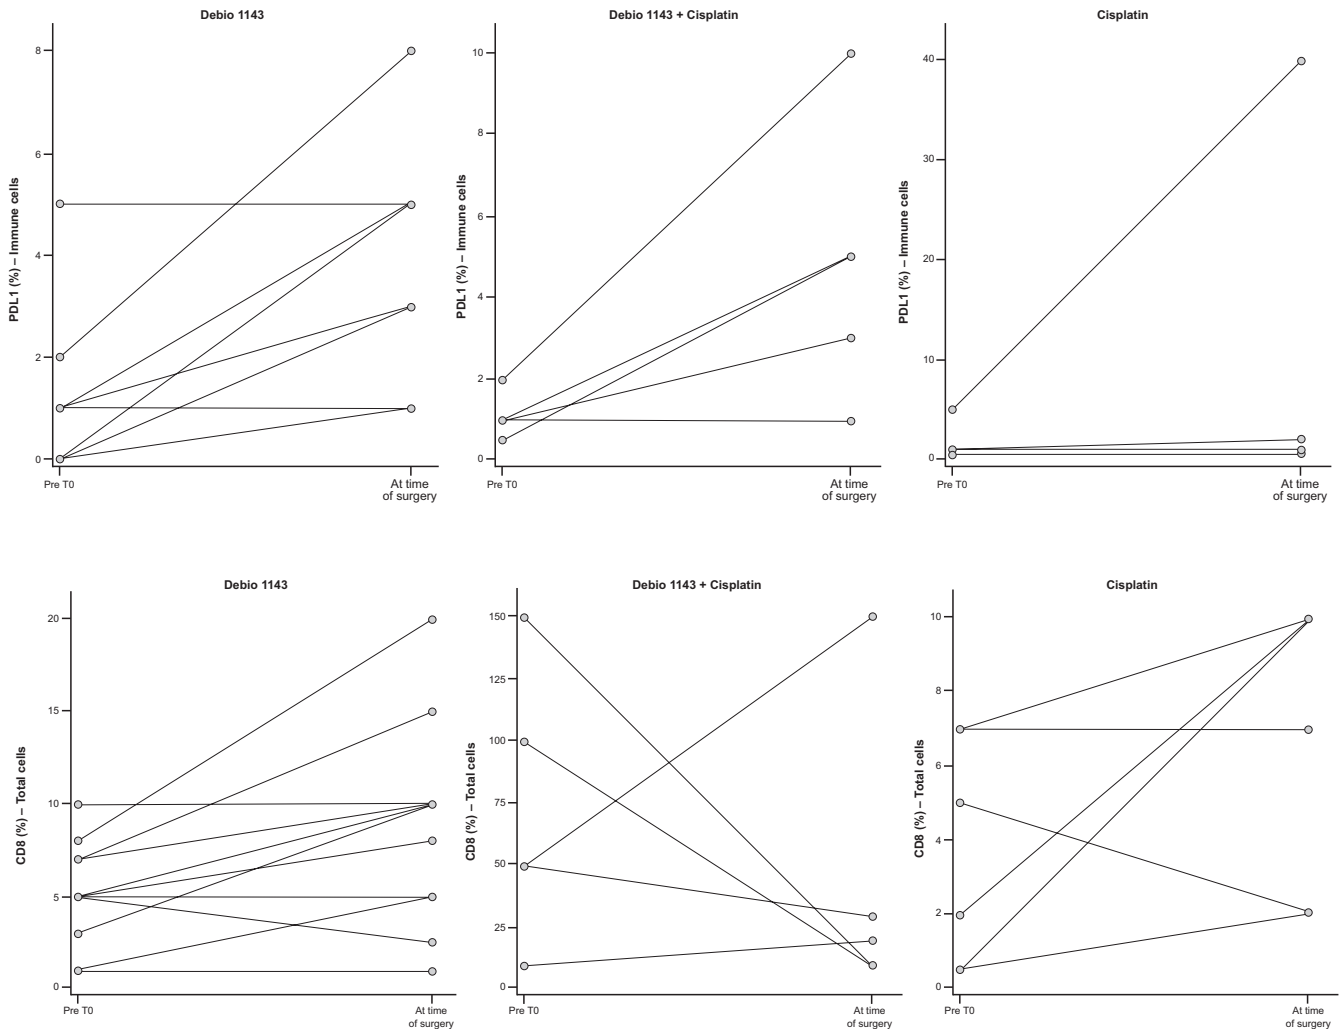 Debio 1143
PDL1 (%) – Immune cells
8
6
4
2
0
Pre T0
At time
of surgery
Debio 1143 + Cisplatin
PDL1 (%) – Immune cells
10
8
6
4
2
0
Pre T0
At time
of surgery
Cisplatin
PDL1 (%) – Immune cells
40
30
20
10
0
Pre T0
At time
of surgery
Debio 1143
CD8 (%) – Total cells
20
15
10
5
0
Pre T0
At time
of surgery
Debio 1143 + Cisplatin
CD8 (%) – Total cells
150
125
100
75
50
25
0
Pre T0
At time
of surgery
Cisplatin
CD8 (%) – Total cells
10
8
6
4
2
0
Pre T0
At time
of surgery